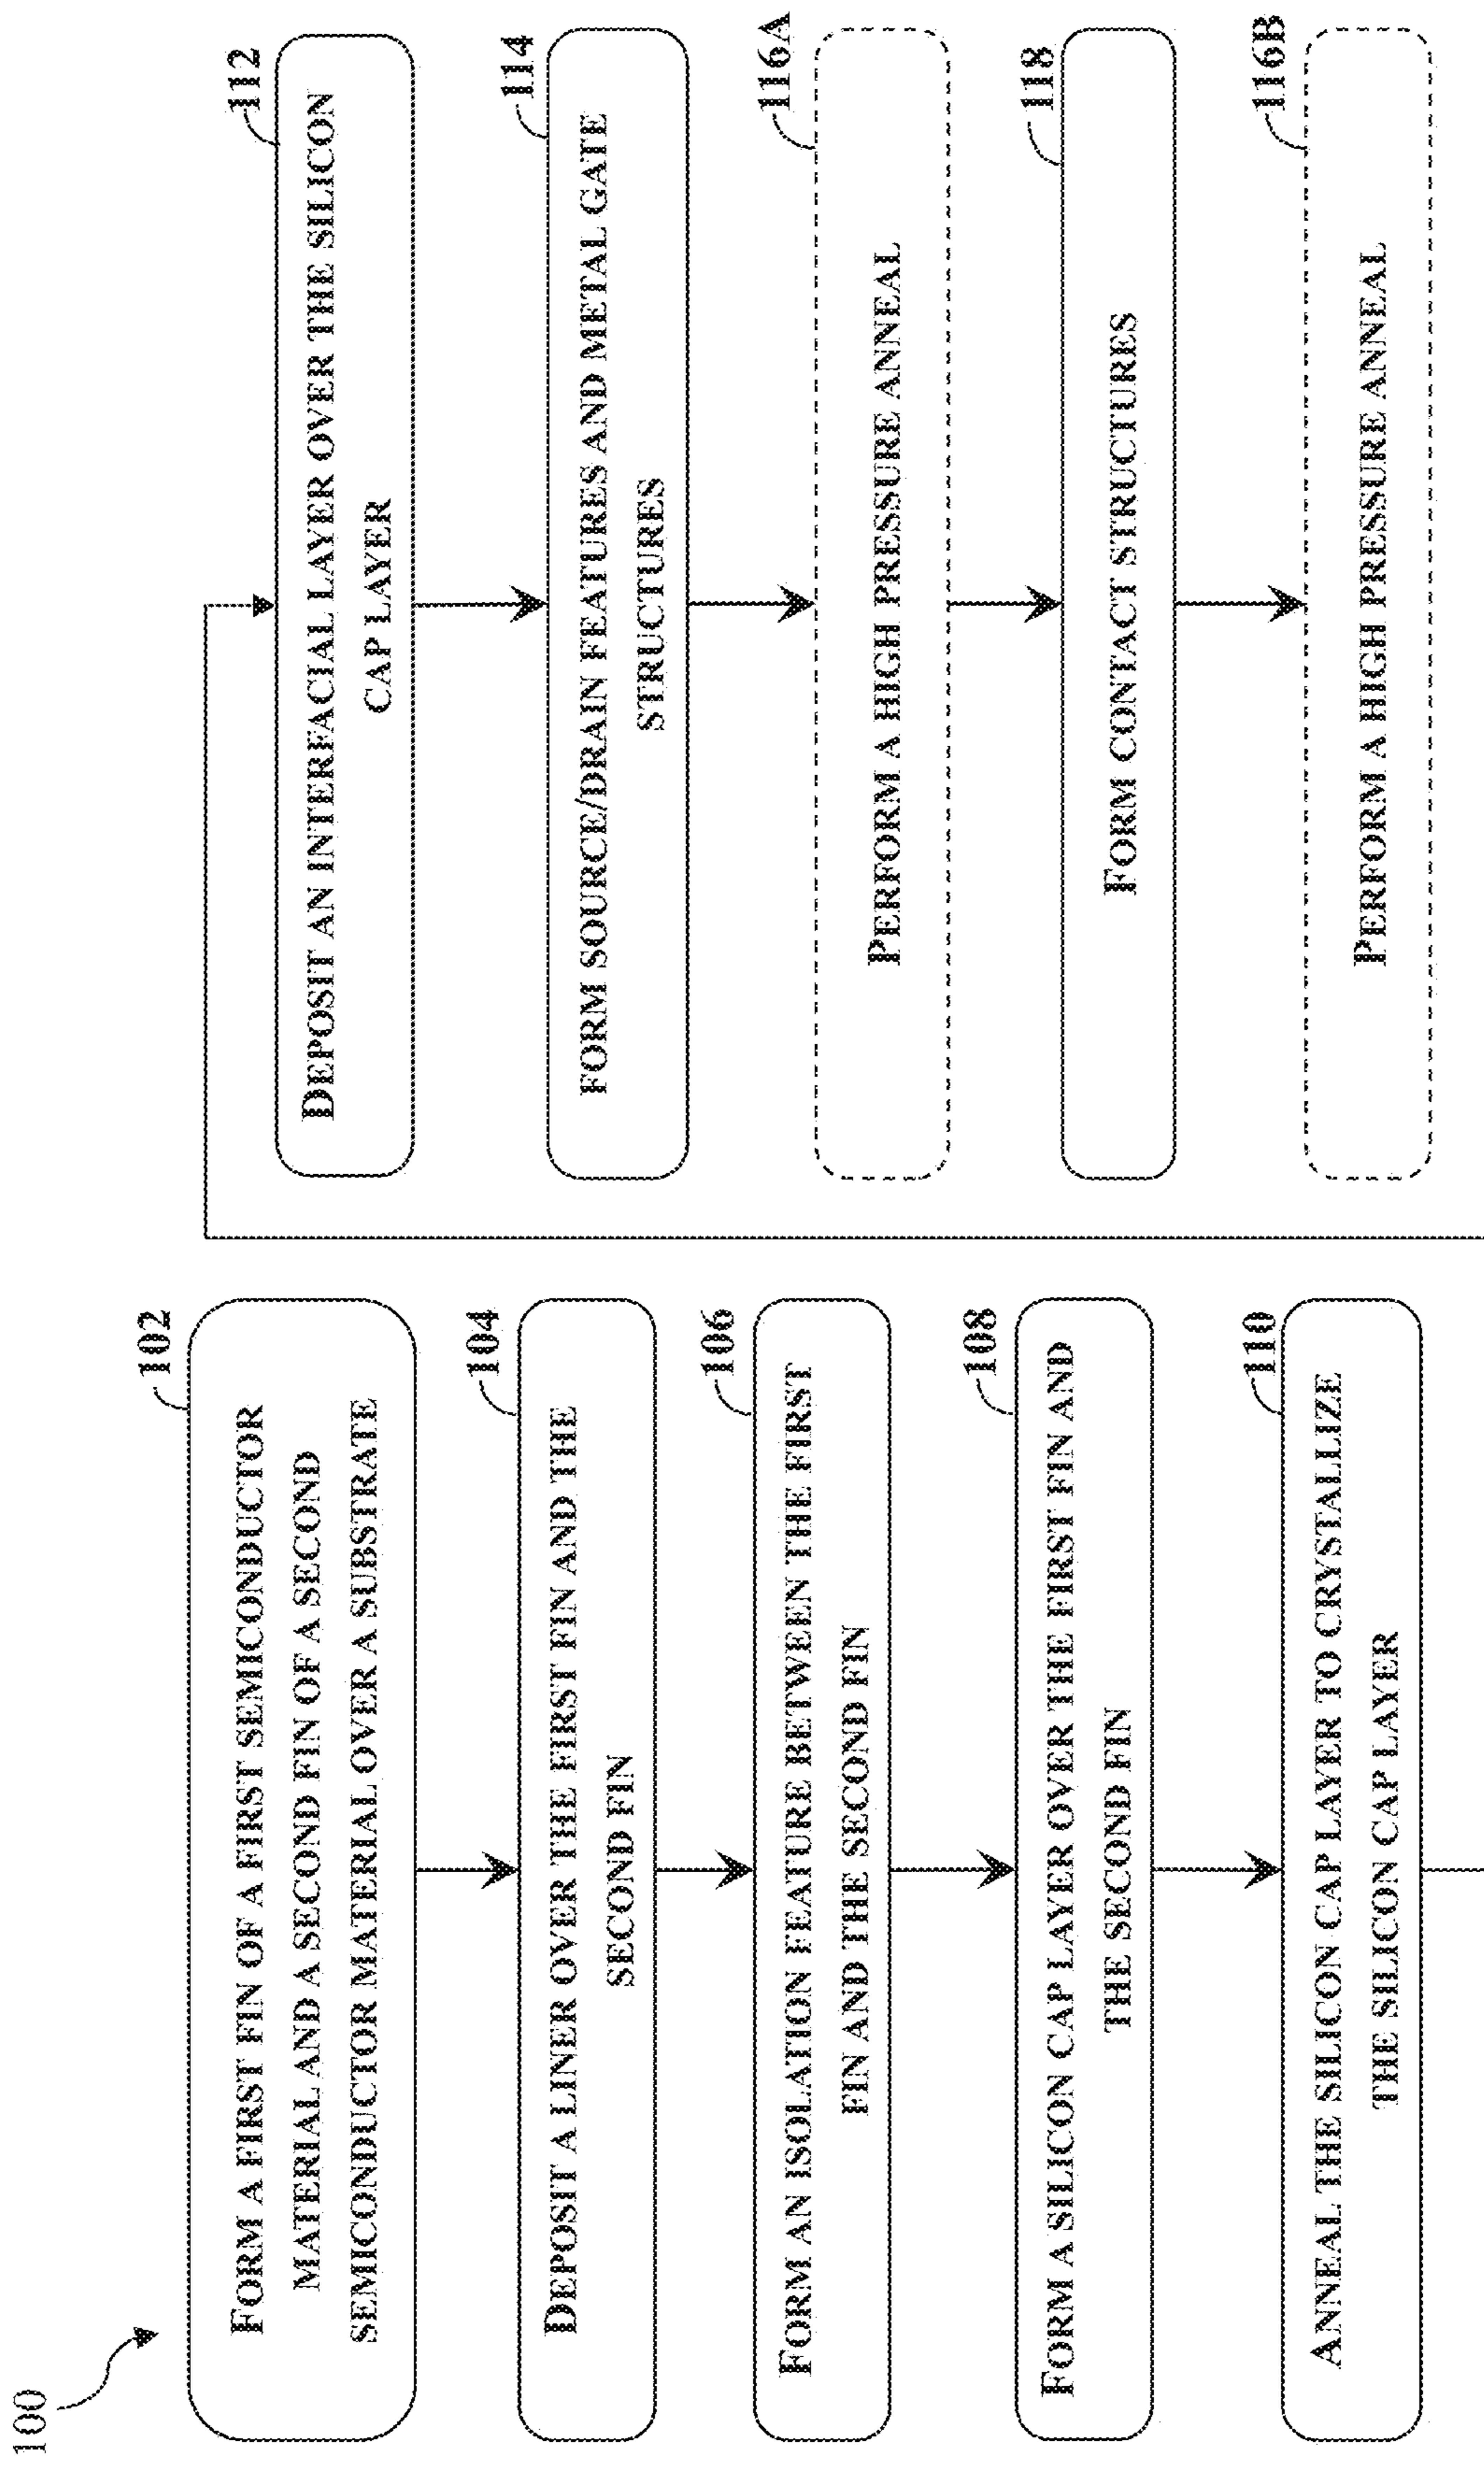 100
102
FORM A FIRST FIN OF A FIRST SEMICONDUCTOR
MATERIAL AND A SECOND FIN OF A SECOND
SEMICONDUCTOR MATERIAL OVER A SUBSTRATE
104
DEPOSIT A LINER OVER THE FIRST FIN AND THE
SECOND FIN
106
FORM AN ISOLATION FEATURE BETWEEN THE FIRST
FIN AND THE SECOND FIN
108
FORM A SILICON CAP LAYER OVER THE FIRST FIN AND
THE SECOND FIN
110
ANNEAL THE SILICON CAP LAYER TO CRYSTALLIZE
THE SILICON CAP LAYER
112
DEPOSIT AN INTERFACIAL LAYER OVER THE SILICON
CAP LAYER
114
FORM SOURCE/DRAIN FEATURES AND METAL GATE
STRUCTURES
116A
PERFORM A HIGH PRESSURE ANNEAL
118
FORM CONTACT STRUCTURES
116B
PERFORM A HIGH PRESSURE ANNEAL